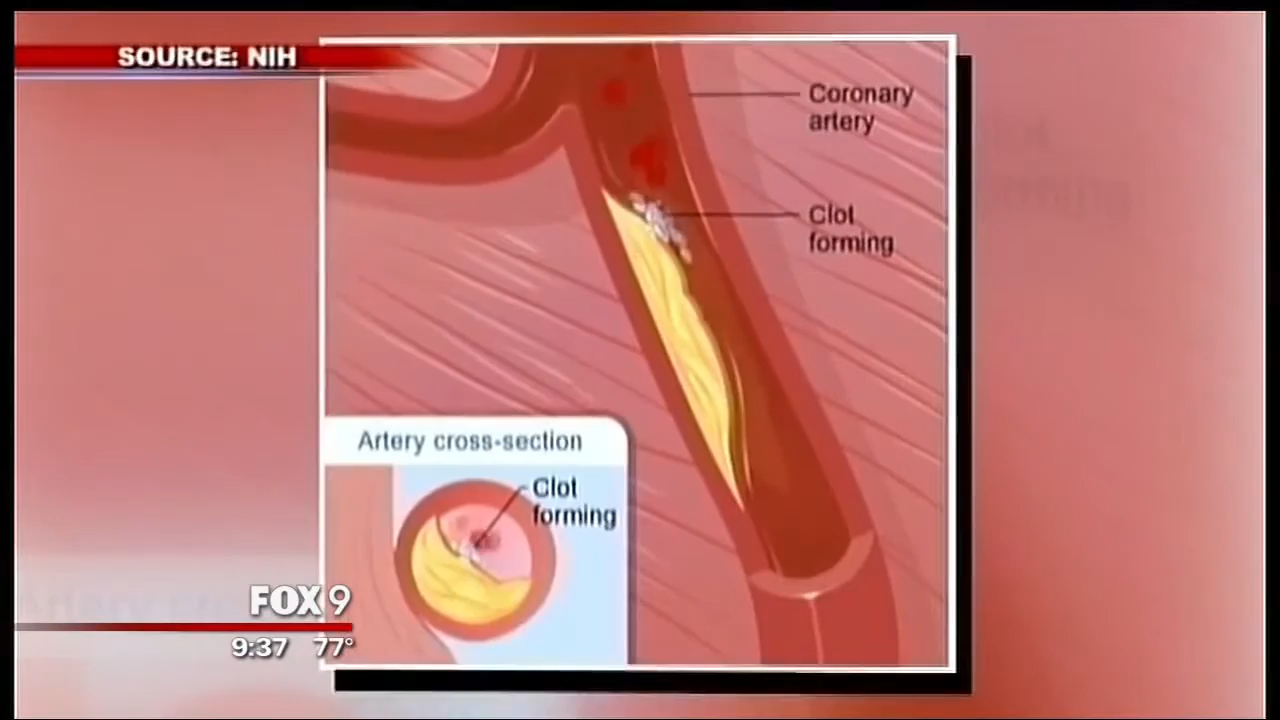 SOURCE: NIH
Coronary
artery
Clot
forming
Artery cross-section
Clot
forming
FOX 9
9:37 77°